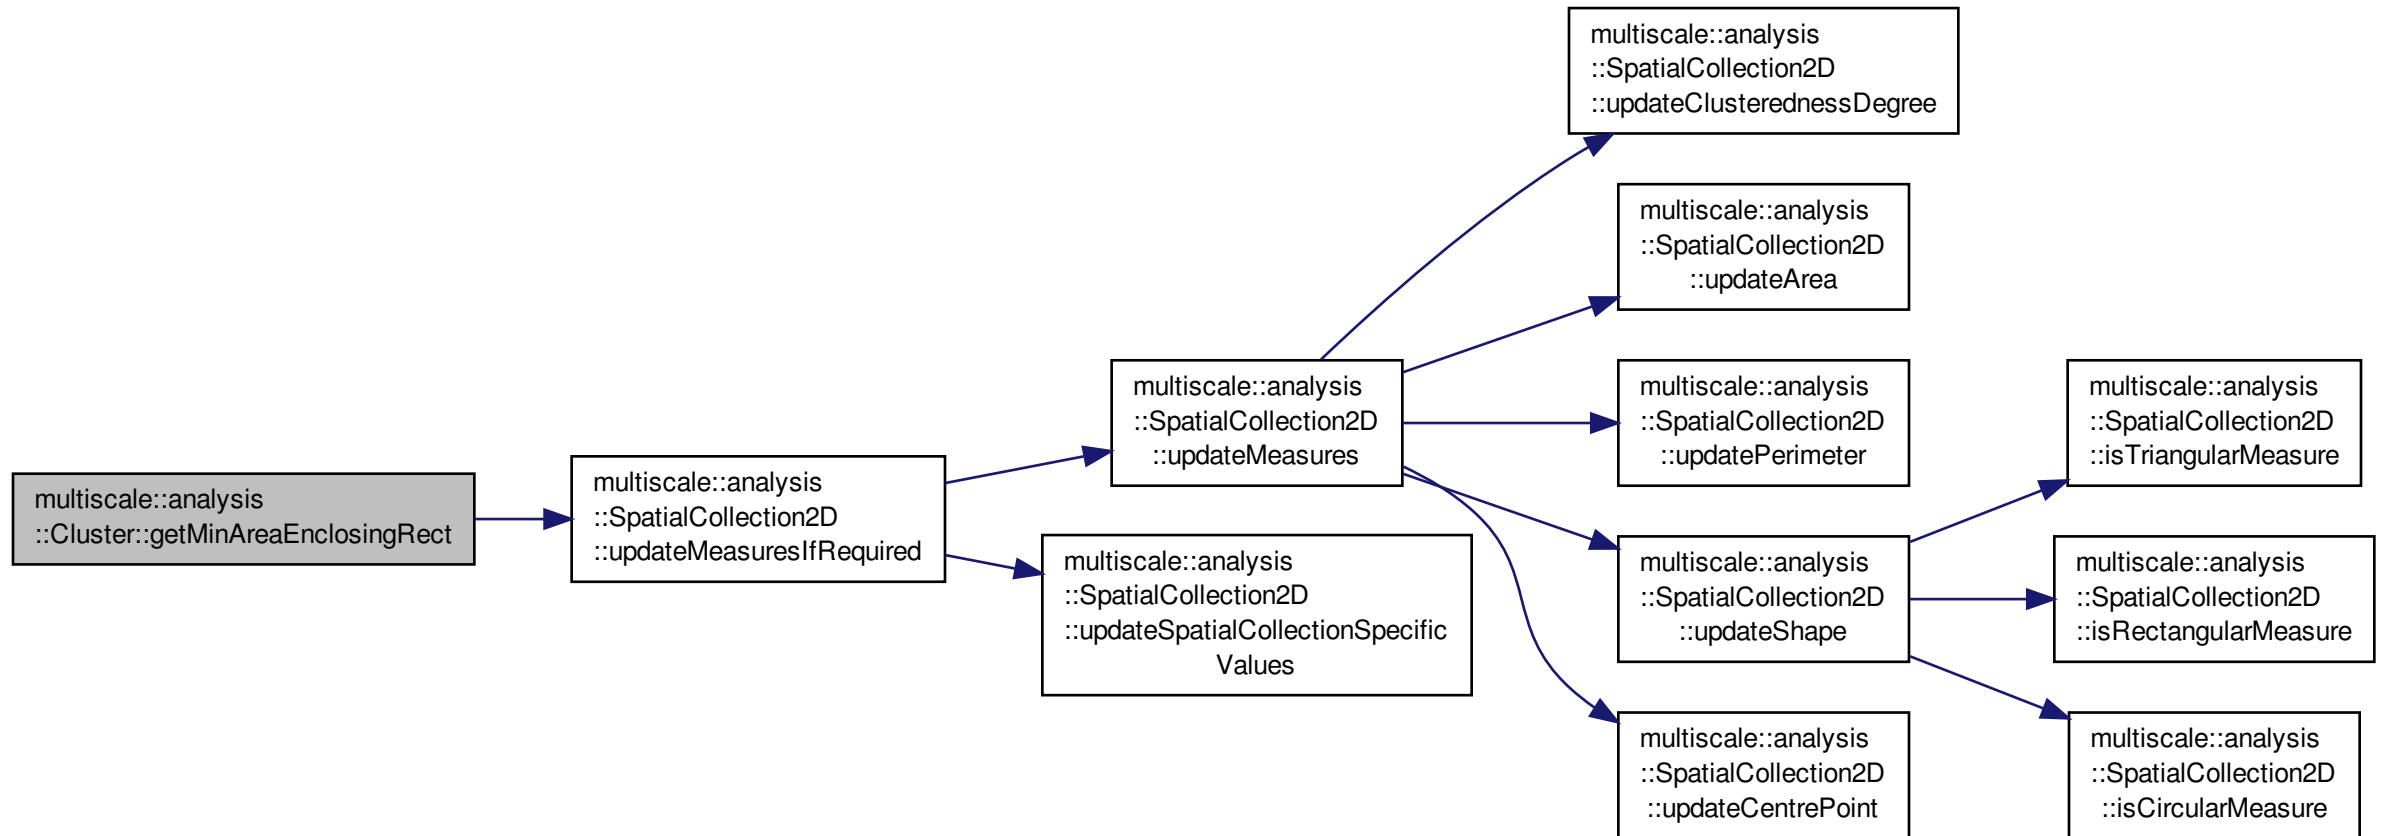 multiscale::analysis
::SpatialCollection2D
::updateClusterednessDegree
multiscale::analysis
::SpatialCollection2D
::updateArea
multiscale::analysis
::SpatialCollection2D
::updateMeasures
multiscale::analysis
::SpatialCollection2D
::updatePerimeter
multiscale::analysis
::SpatialCollection2D
::isTriangularMeasure
multiscale::analysis
::Cluster::getMinAreaEnclosingRect
multiscale::analysis
::SpatialCollection2D
::updateMeasuresIfRequired
multiscale::analysis
::SpatialCollection2D
::updateSpatialCollectionSpecific
Values
multiscale::analysis
::SpatialCollection2D
::updateShape
multiscale::analysis
::SpatialCollection2D
::isRectangularMeasure
multiscale::analysis
::SpatialCollection2D
::updateCentrePoint
multiscale::analysis
::SpatialCollection2D
::isCircularMeasure